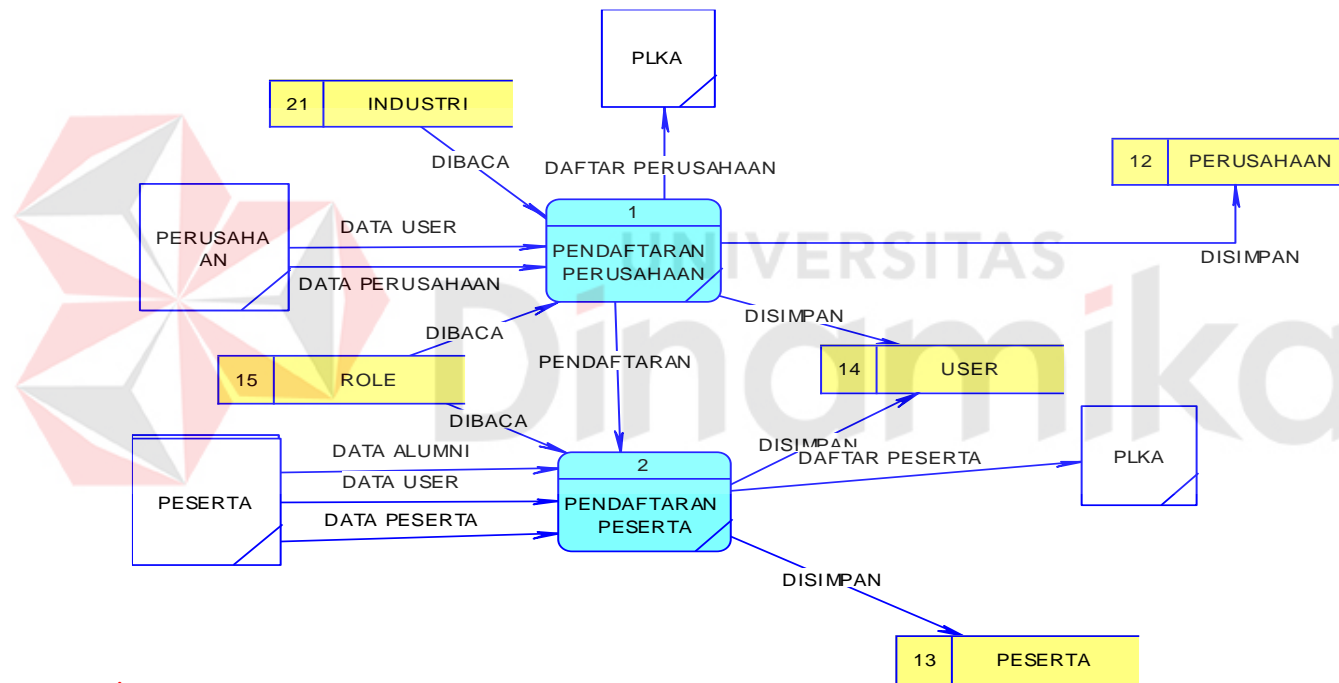 PLKA
21 INDUSTRI
DIBACA
DAFTAR PERUSAHAAN
12 PERUSAHAAN
PERUSAHA
AN
DATA USER
DATA PERUSAHAAN
1
PENDAFTARAN
PERUSAHAAN
UNIVERSITAS
Dinamika
DISIMPAN
DIBACA
DISIMPAN
PENDAFTARAN
15 ROLE
14 USER
DIBACA
PESERTA
DATA ALUMNI
DATA USER
DATA PESERTA
2
PENDAFTARAN
PESERTA
DISIMPAN
DAFTAR PESERTA
PLKA
DISIMPAN
13 PESERTA